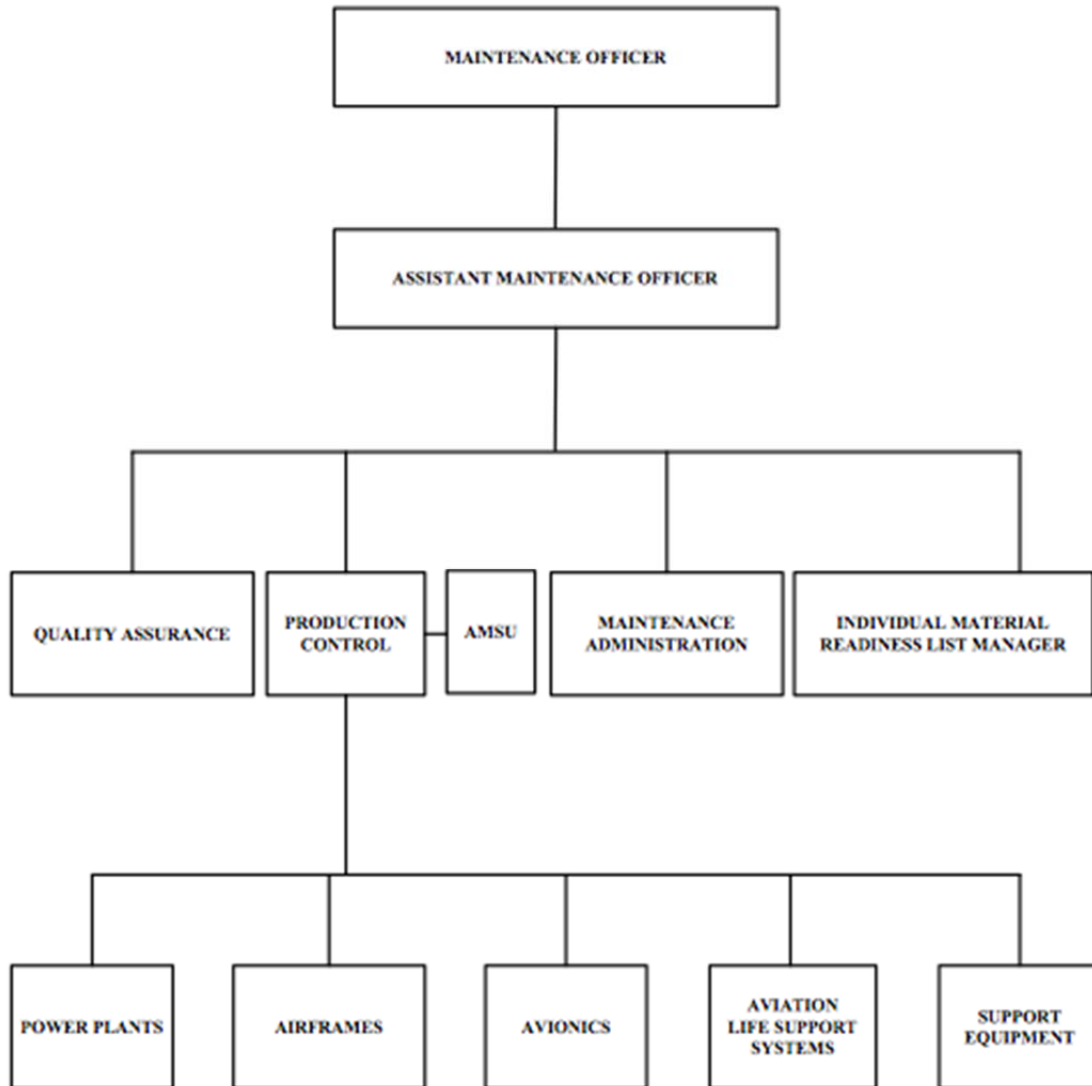 MAINTENANCE OFFICER
ASSISTANT MAINTENANCE OFFICER
QUALITY ASSURANCE
PRODUCTION
CONTROL
AMSU
MAINTENANCE
ADMINISTRATION
INDIVIDUAL MATERIAL
READINESS LIST MANAGER
POWER PLANTS
AIRFRAMES
AVIONICS
AVIATION
LIFE SUPPORT
SYSTEMS
SUPPORT
EQUIPMENT